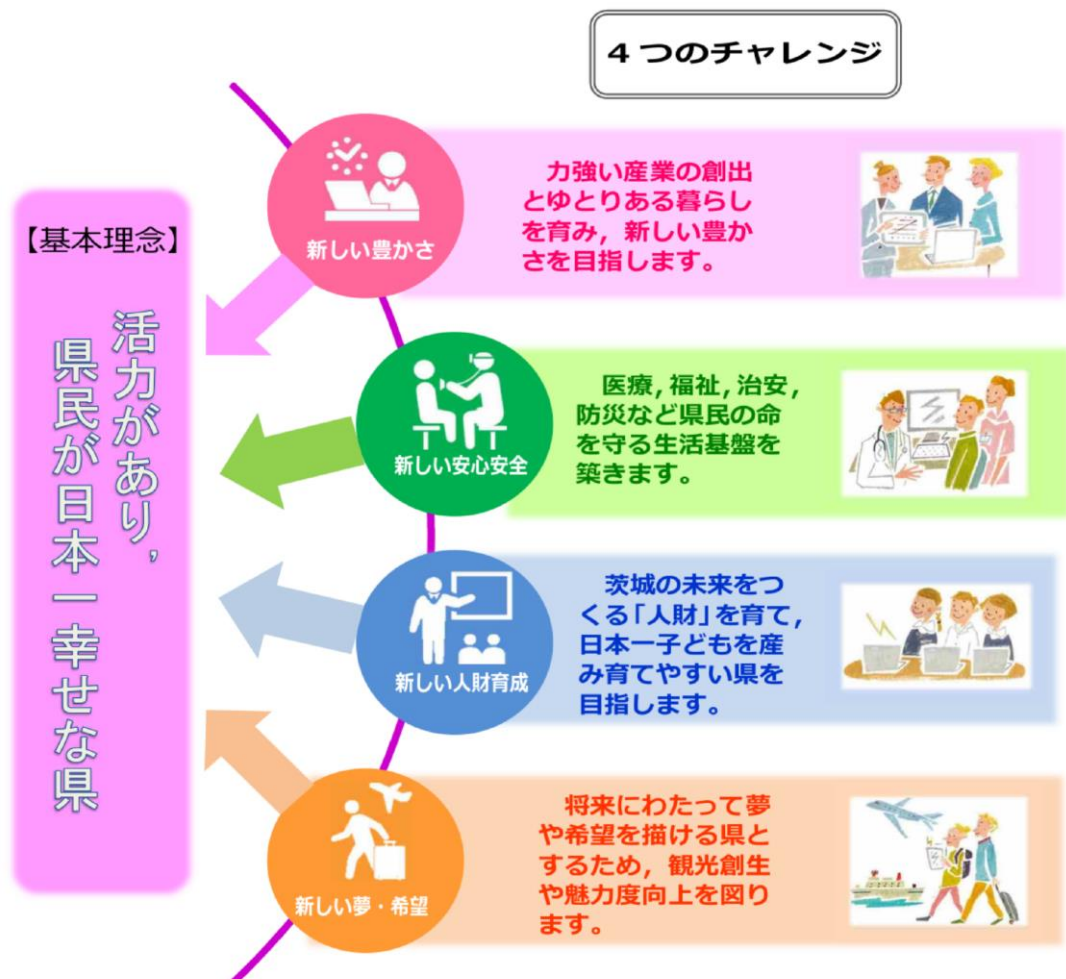 4つのチャレンジ
【基本理念】
活力があり,
県民が日本一幸せな県
新しい豊かさ
力強い産業の創出
とゆとりある暮らし
を育み,新しい豊か
さを目指します。
新しい安心安全
医療,福祉,治安,
防災など県民の命
を守る生活基盤を
築きます。
新しい人財育成
茨城の未来をつ
くる「人財」を育て,
日本一子どもを産
み育てやすい県を
目指します。
新しい夢・希望
将来にわたって夢
や希望を描ける県と
するため,観光創生
や魅力度向上を図り
ます。